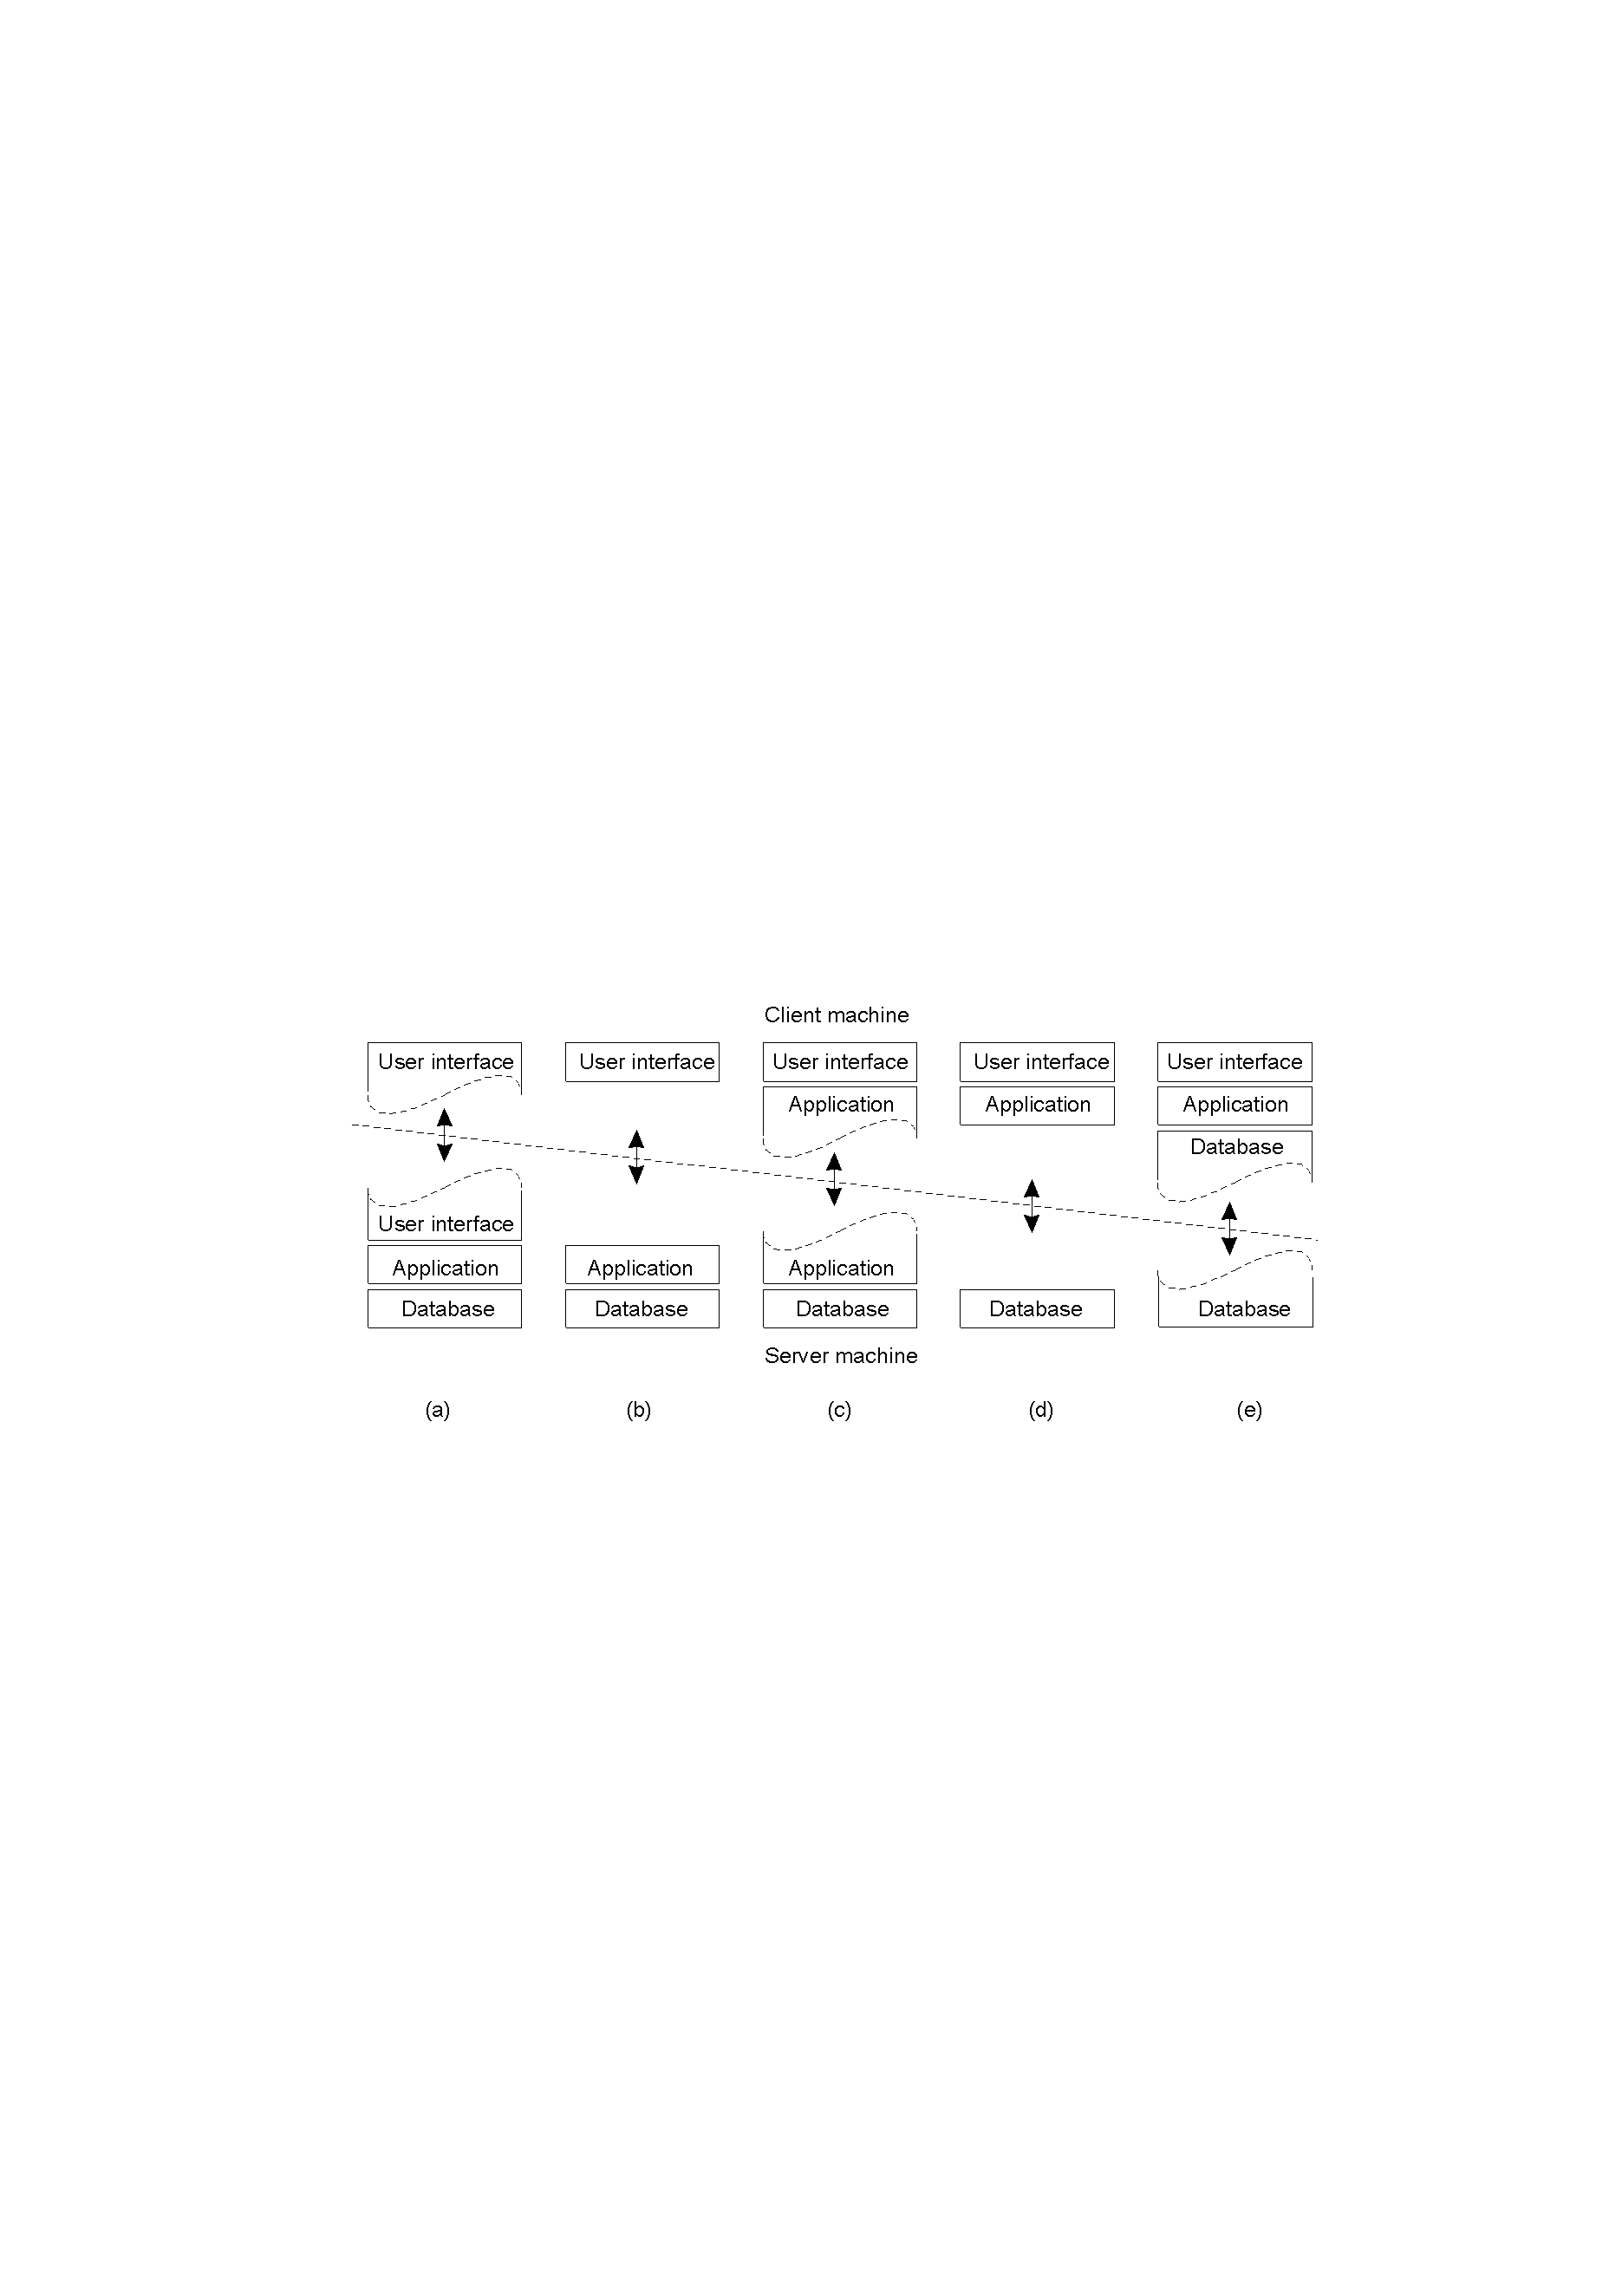 Client machine
User interface User interface User interface User interface User interface
Application Application Application
Database
User interface
Application Application Application
Database Database Database Database Database
Server machine
(a) (b) (c) (d) (e)